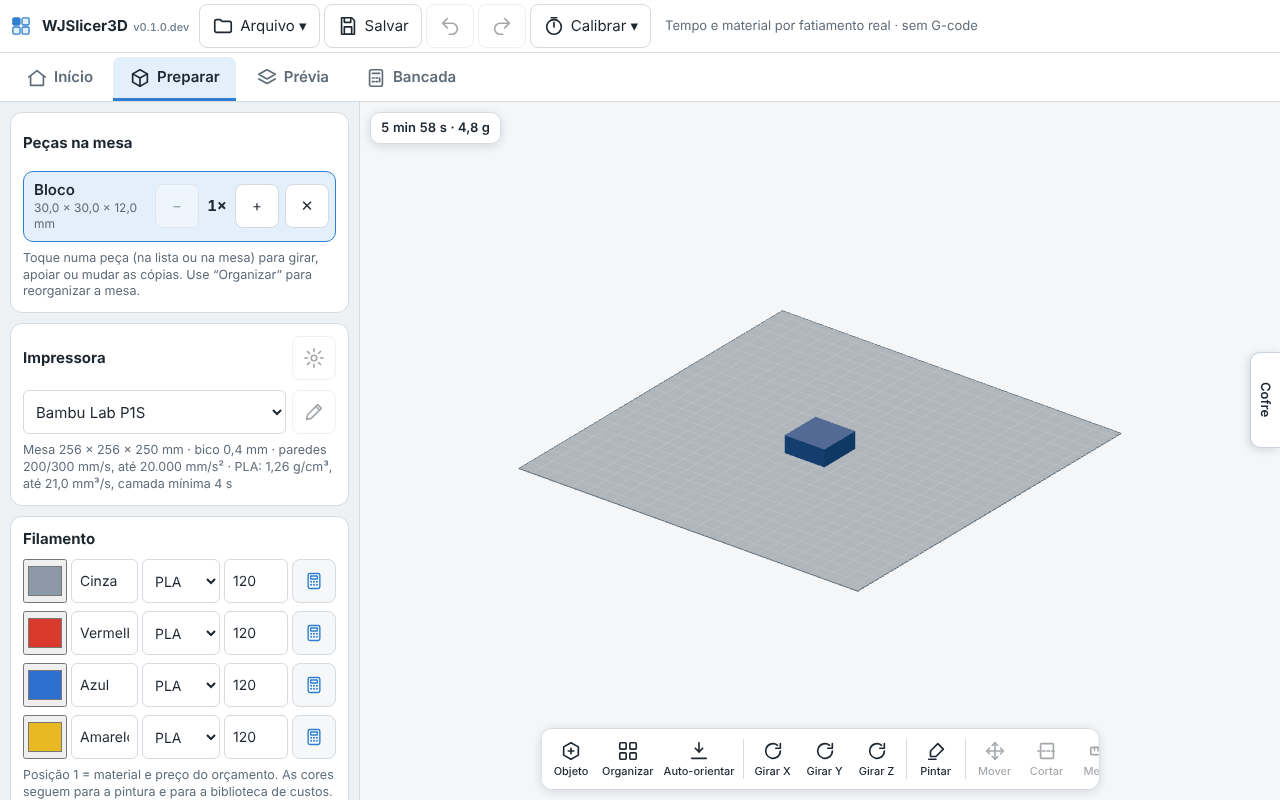 WJSlicer3D v0.1.0.dev Arquivo ▾ Salvar Calibrar ▾ Tempo e material por fatiamento real · sem G-code
Início Preparar Prévia Bancada
Peças na mesa
5 min 58 s · 4,8 g
Bloco
30,0 × 30,0 × 12,0
mm
− 1× + ×
Toque numa peça (na lista ou na mesa) para girar,
apoiar ou mudar as cópias. Use “Organizar” para
reorganizar a mesa.
Impressora
Bambu Lab P1S
Mesa 256 × 256 × 250 mm · bico 0,4 mm · paredes
200/300 mm/s, até 20.000 mm/s² · PLA: 1,26 g/cm³,
até 21,0 mm³/s, camada mínima 4 s
Cofre
Filamento
Cinza PLA 120
Vermell PLA 120
Azul PLA 120
Amarelo PLA 120
Posição 1 = material e preço do orçamento. As cores
seguem para a pintura e para a biblioteca de custos.
Objeto Organizar Auto-orientar Girar X Girar Y Girar Z Pintar Mover Cortar Me